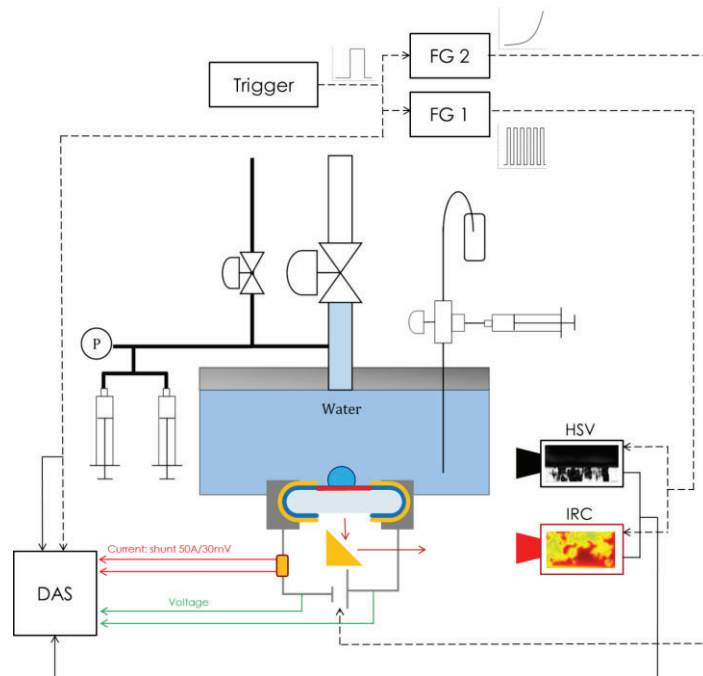 FG 2
Trigger
FG 1
P
Water
HSV
IRC
Current: shunt 50A/30mV
DAS
Voltage